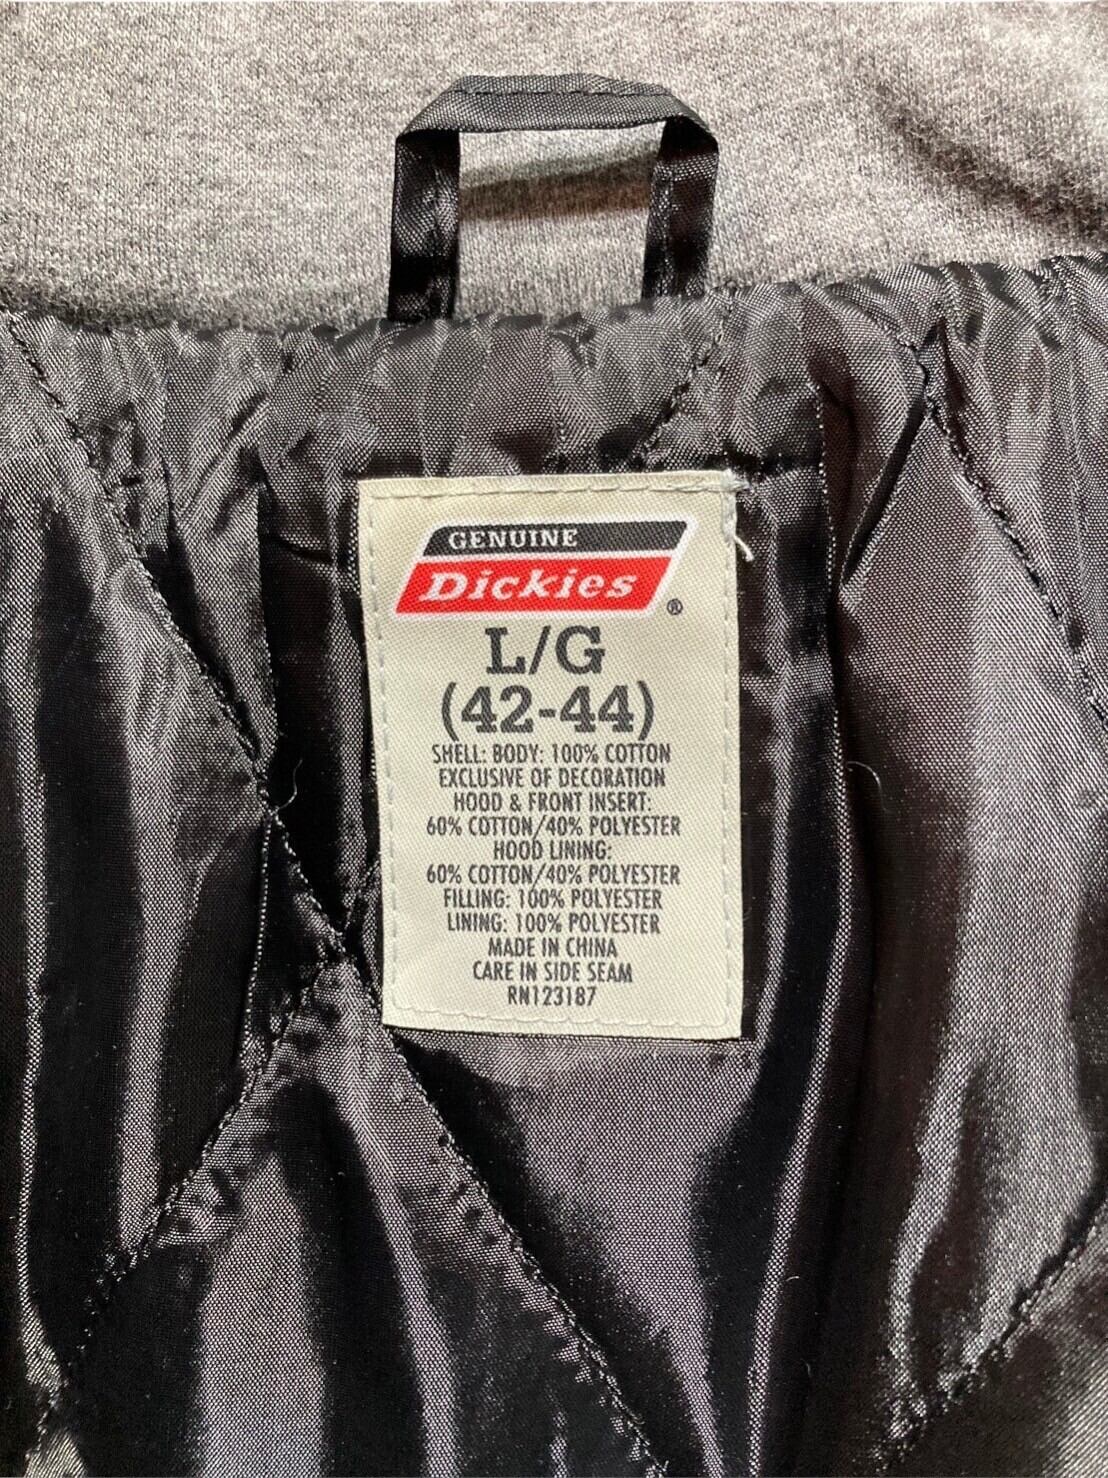 GENUINE
Dickies®
L/G
(42-44)
SHELL: BODY: 100% COTTON
EXCLUSIVE OF DECORATION
HOOD & FRONT INSERT:
60% COTTON/40% POLYESTER
HOOD LINING:
60% COTTON/40% POLYESTER
FILLING: 100% POLYESTER
LINING: 100% POLYESTER
MADE IN CHINA
CARE IN SIDE SEAM
RN123187